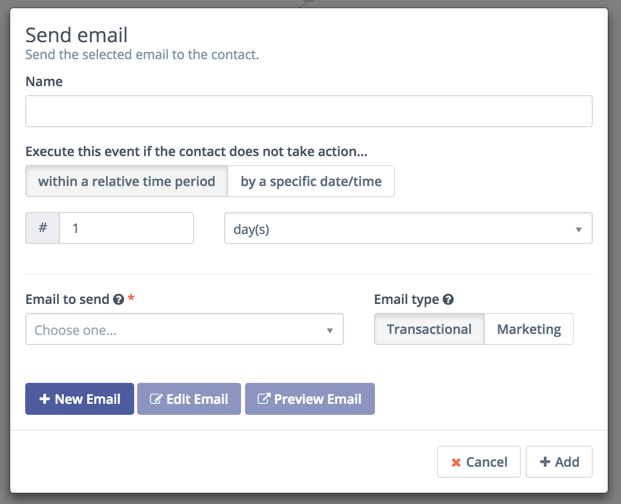 Send email
Send the selected email to the contact.
Name
Execute this event if the contact does not take action...
within a relative time period by a specific date/time
# 1 day(s)
Email to send ? * Email type ?
Choose one... Transactional Marketing
+ New Email Edit Email Preview Email
× Cancel + Add